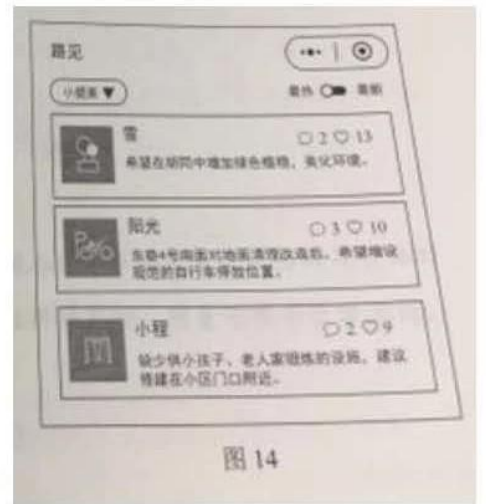 路见
小提案▼
最热 最新
雪 2 13
希望在胡同中增加绿色植物，美化环境。
阳光 3 10
东巷4号南面对地面清理改造后，希望增设
规范的自行车停放位置。
小程 2 9
缺少供小孩子、老人家锻炼的设施，建议
修建在小区门口附近。
图14